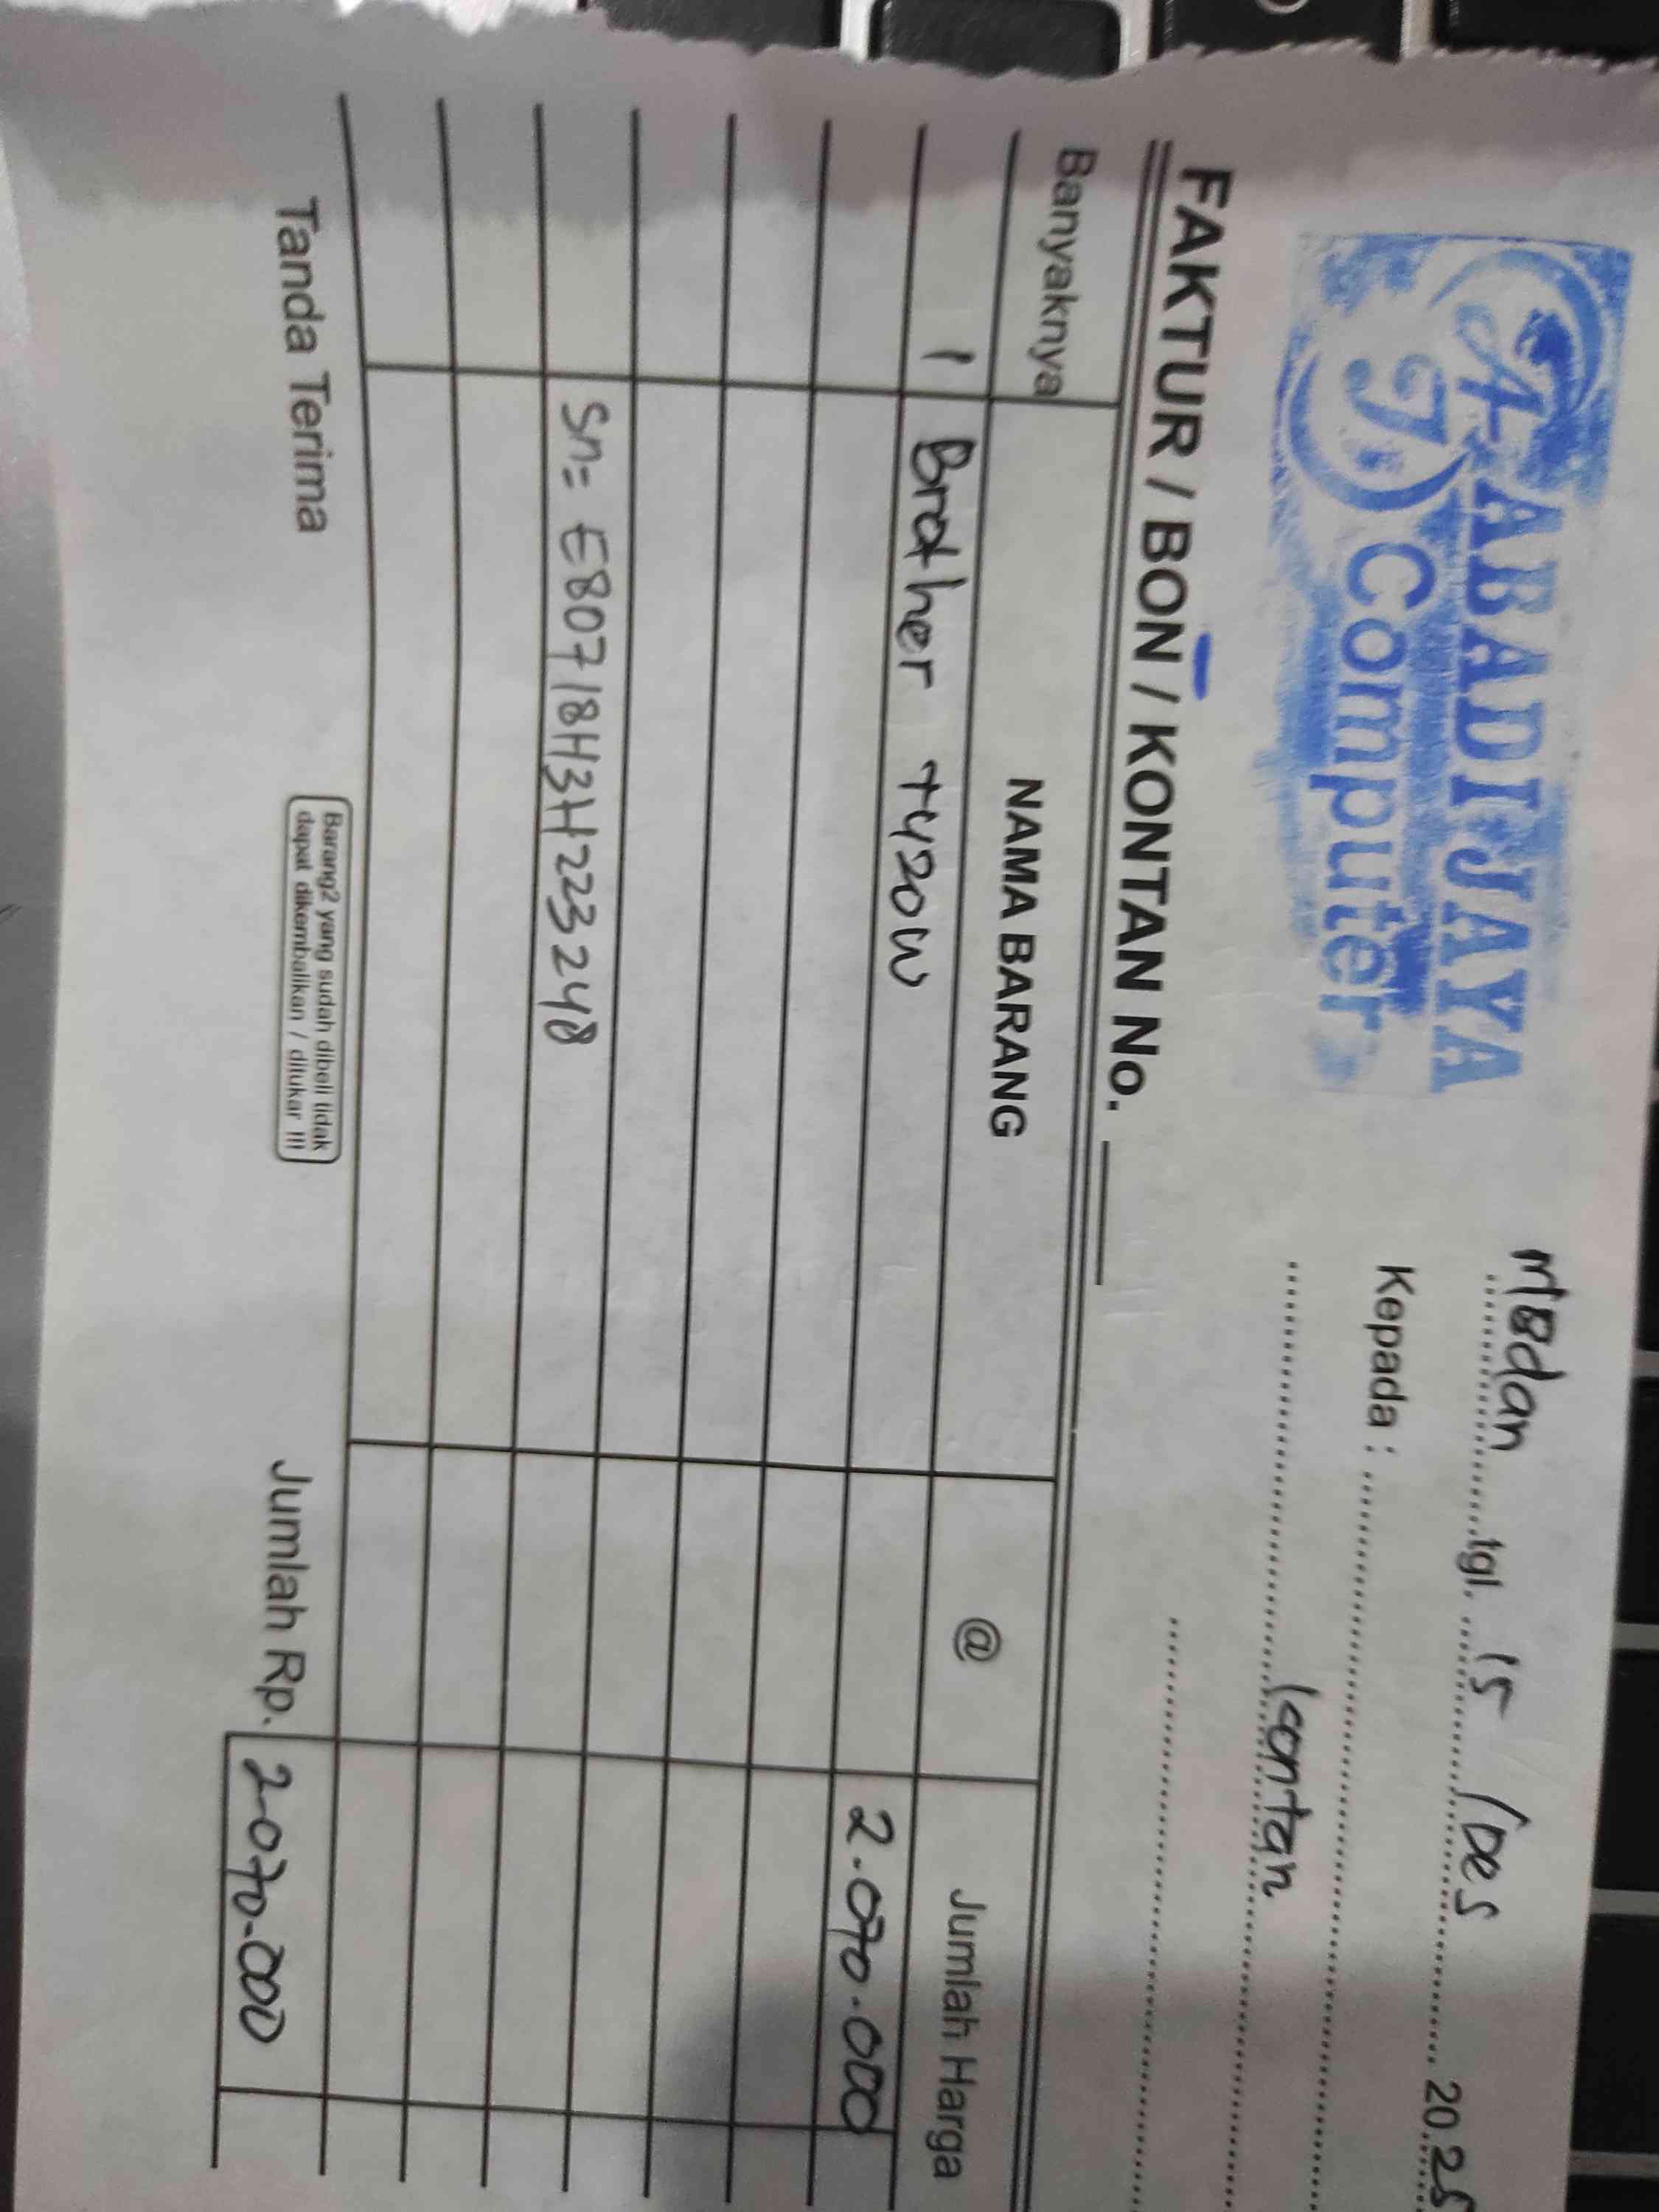 ABADI JAYA
AJ Computer
Medan tgl. 15 / Des 2025
Kepada :
kontan
FAKTUR / BON / KONTAN No.
Banyaknya NAMA BARANG @ Jumlah Harga
1 Brother T420W 2.070.000
Sn= E80718H3H223248
Tanda Terima
Barang2 yang sudah dibeli tidak
dapat dikembalikan / ditukar !!!
Jumlah Rp. 2.070.000